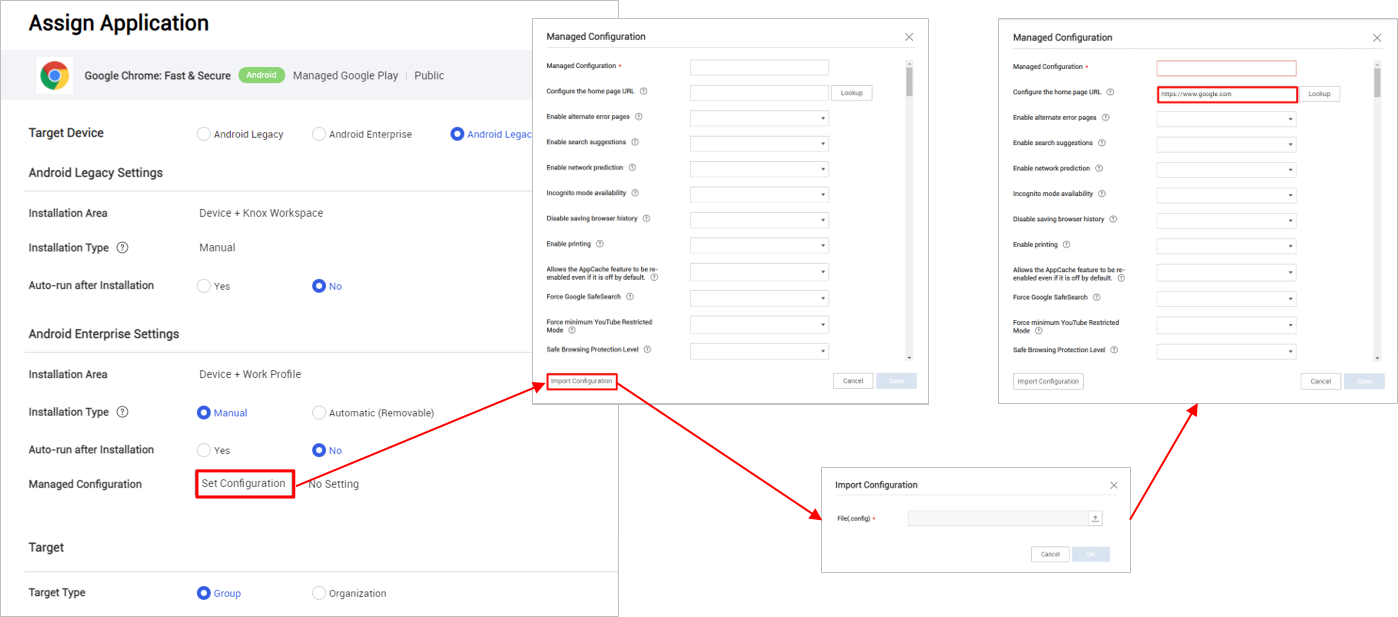 Assign Application
Google Chrome: Fast & Secure Android Managed Google Play | Public
Target Device Android Legacy Android Enterprise Android Legac
Android Legacy Settings
Installation Area Device + Knox Workspace
Installation Type ? Manual
Auto-run after Installation Yes No
Android Enterprise Settings
Installation Area Device + Work Profile
Installation Type ? Manual Automatic (Removable)
Auto-run after Installation Yes No
Managed Configuration Set Configuration No Setting
Target
Target Type Group Organization
Managed Configuration
Managed Configuration *
Configure the home page URL ? Lookup
Enable alternate error pages ?
Enable search suggestions ?
Enable network prediction ?
Incognito mode availability ?
Disable saving browser history ?
Enable printing ?
Allows the AppCache feature to be re-
enabled even if it is off by default. ?
Force Google SafeSearch ?
Force minimum YouTube Restricted
Mode ?
Safe Browsing Protection Level ?
Import Configuration Cancel Save
Import Configuration
File(.config) *
Cancel OK
Managed Configuration
Managed Configuration *
Configure the home page URL ? https://www.google.com Lookup
Enable alternate error pages ?
Enable search suggestions ?
Enable network prediction ?
Incognito mode availability ?
Disable saving browser history ?
Enable printing ?
Allows the AppCache feature to be re-
enabled even if it is off by default. ?
Force Google SafeSearch ?
Force minimum YouTube Restricted
Mode ?
Safe Browsing Protection Level ?
Import Configuration Cancel Save